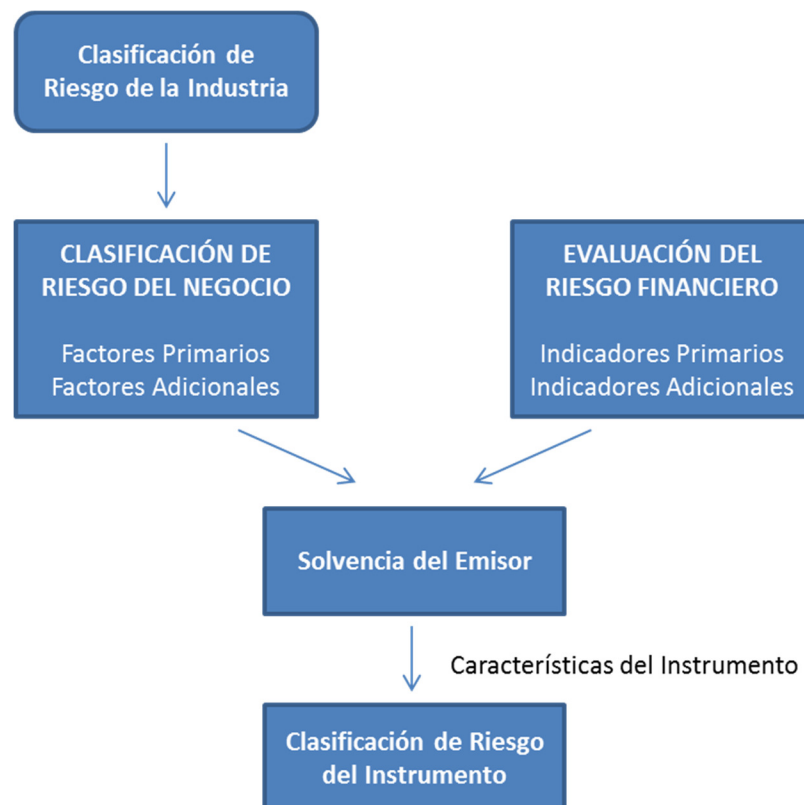 Clasificación de
Riesgo de la Industria
CLASIFICACIÓN DE
RIESGO DEL NEGOCIO
Factores Primarios
Factores Adicionales
EVALUACIÓN DEL
RIESGO FINANCIERO
Indicadores Primarios
Indicadores Adicionales
Solvencia del Emisor
Características del Instrumento
Clasificación de Riesgo
del Instrumento